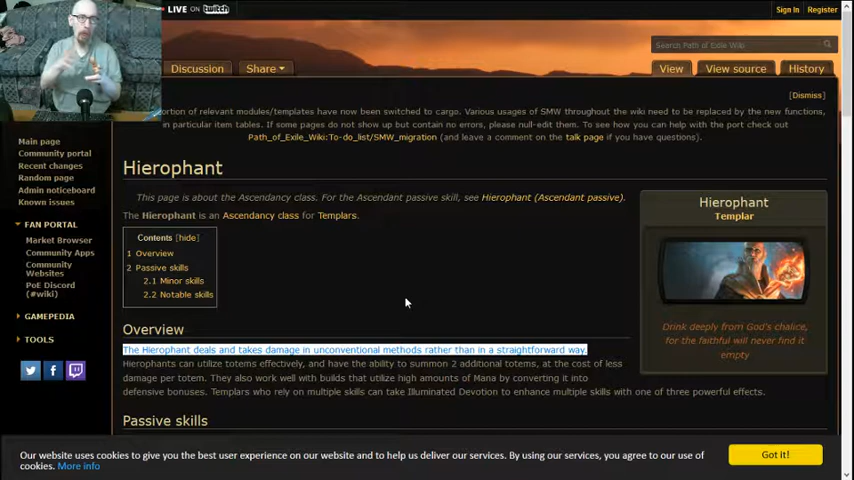 LIVE ON twitch
Sign In Register
Search Path of Exile Wiki
Discussion Share View View source History
[Dismiss]
ortion of relevant modules/templates have now been switched to cargo. Various usages of SMW throughout the wiki need to be replaced by the new functions,
in particular item tables. If some pages do not show up but contain no errors, please null-edit them. To see how you can help with the port check out
Path_of_Exile_Wiki:To-do_list/SMW_migration (and leave a comment on the talk page if you have questions).
Main page
Community portal
Recent changes
Random page
Admin noticeboard
Known issues
FAN PORTAL
Market Browser
Community Apps
Community
Websites
PoE Discord
(#wiki)
GAMEPEDIA
TOOLS
Hierophant
This page is about the Ascendancy class. For the Ascendant passive skill, see Hierophant (Ascendant passive).
The Hierophant is an Ascendancy class for Templars.
Contents [hide]
1 Overview
2 Passive skills
2.1 Minor skills
2.2 Notable skills
Overview
The Hierophant deals and takes damage in unconventional methods rather than in a straightforward way.
Hierophants can utilize totems effectively, and have the ability to summon 2 additional totems, at the cost of less
damage per totem. They also work well with builds that utilize high amounts of Mana by converting it into
defensive bonuses. Templars who rely on multiple skills can take Illuminated Devotion to enhance multiple skills with one of three powerful effects.
Passive skills
Hierophant
Templar
Drink deeply from God's chalice,
for the faithful will never find it
empty
Our website uses cookies to give you the best user experience on our website and to help us deliver our services. By using our services, you agree to our use of
cookies. More info
Got it!